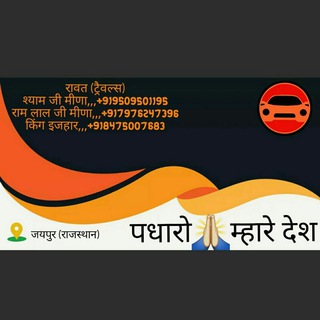 रावत (ट्रैवल्स)
श्याम जी मीणा,,,+919509501195
राम लाल जी मीणा,,,+917976247396
किंग इजहार,,,+918475007683
पधारो म्हारे देश
जयपुर (राजस्थान)